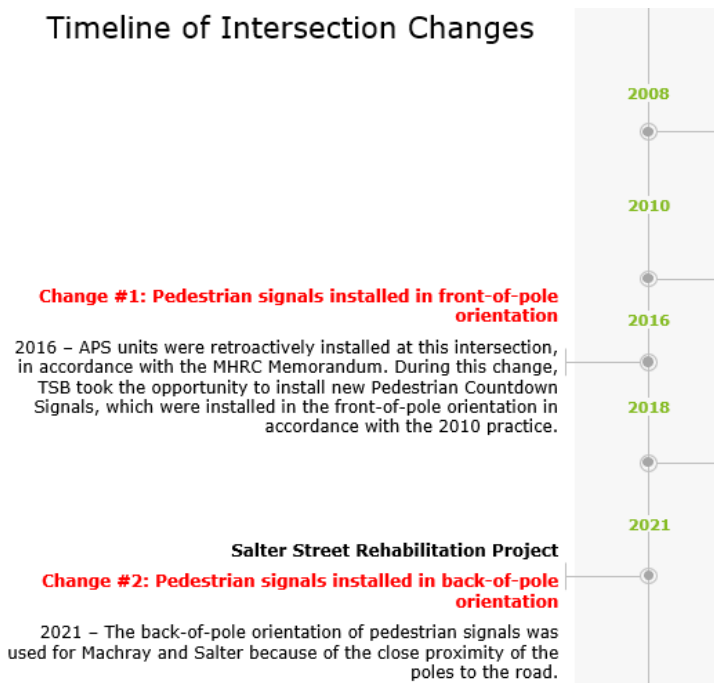 Timeline of Intersection Changes
2008
2010
Change #1: Pedestrian signals installed in front-of-pole
orientation
2016
2016 – APS units were retroactively installed at this intersection,
in accordance with the MHRC Memorandum. During this change,
TSB took the opportunity to install new Pedestrian Countdown
Signals, which were installed in the front-of-pole orientation in
accordance with the 2010 practice.
2018
2021
Salter Street Rehabilitation Project
Change #2: Pedestrian signals installed in back-of-pole
orientation
2021 – The back-of-pole orientation of pedestrian signals was
used for Machray and Salter because of the close proximity of the
poles to the road.